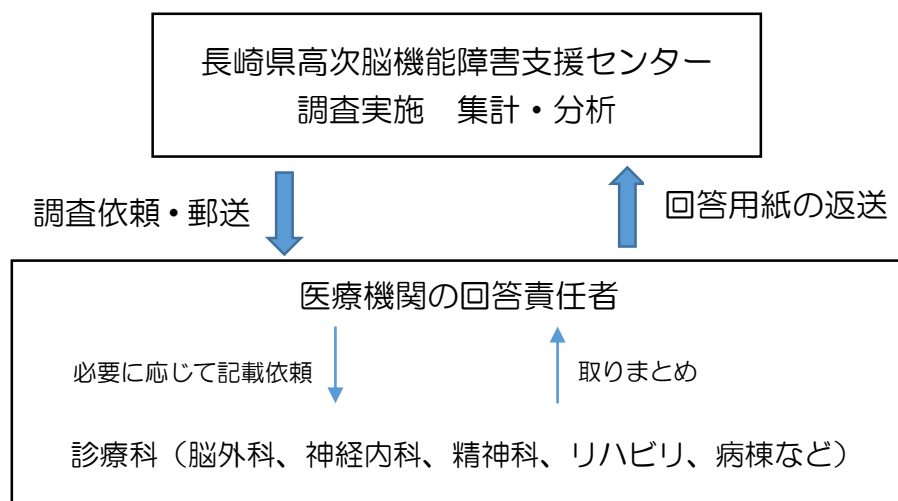 長崎県高次脳機能障害支援センター
調査実施　集計・分析
調査依頼・郵送
回答用紙の返送
医療機関の回答責任者
必要に応じて記載依頼
取りまとめ
診療科（脳外科、神経内科、精神科、リハビリ、病棟など）